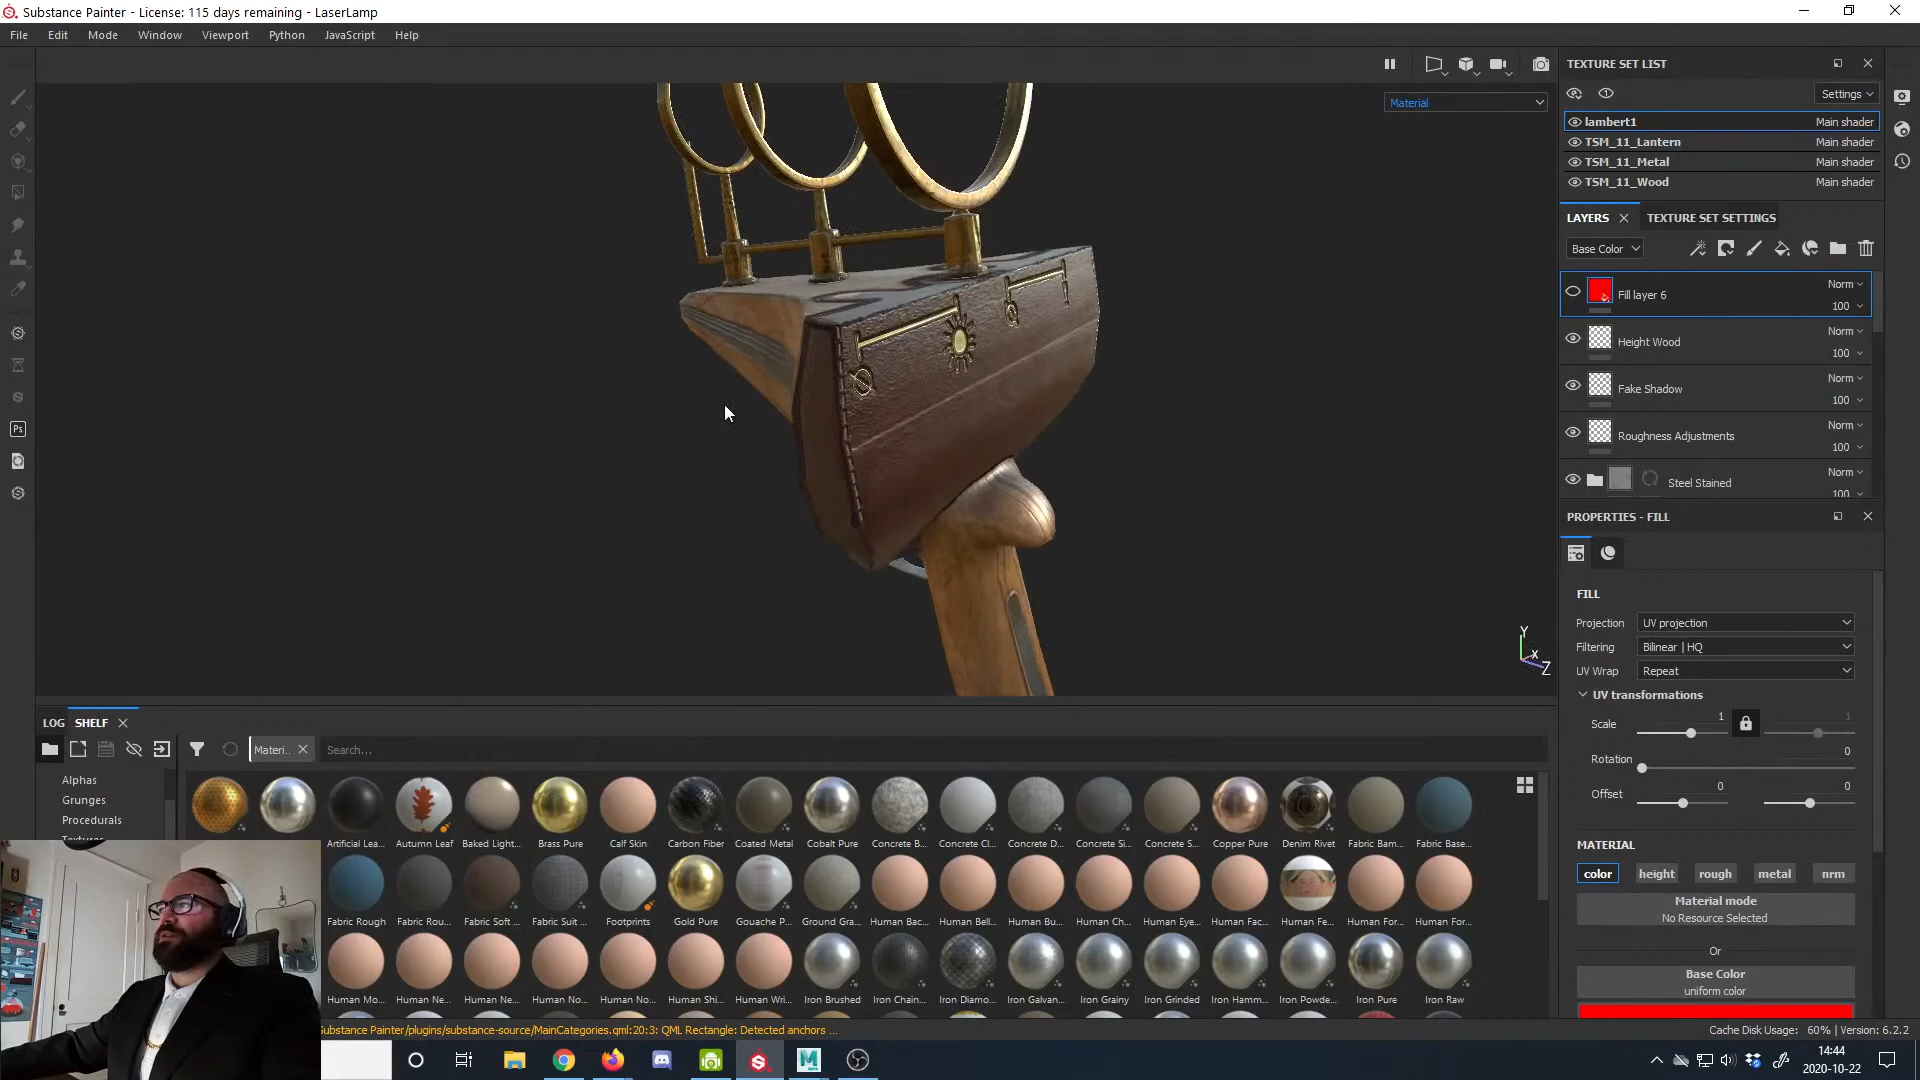 Substance Painter - License: 115 days remaining - LaserLamp
File Edit Mode Window Viewport Python JavaScript Help
Material
TEXTURE SET LIST
Settings
lambert1 Main shader
TSM_11_Lantern Main shader
TSM_11_Metal Main shader
TSM_11_Wood Main shader
LAYERS TEXTURE SET SETTINGS
Base Color
Fill layer 6 Norm 100
Height Wood Norm 100
Fake Shadow Norm 100
Roughness Adjustments Norm 100
Steel Stained Norm 100
PROPERTIES - FILL
FILL
Projection UV projection
Filtering Bilinear | HQ
UV Wrap Repeat
UV transformations
Scale 1 1
Rotation 0
Offset 0 0
MATERIAL
color height rough metal nrm
Material mode
No Resource Selected
Or
Base Color
uniform color
Y
X
Z
Ps
LOG SHELF
Materi... Search...
Alphas
Grunges
Procedurals
Textures
Artificial Lea... Autumn Leaf Baked Light... Brass Pure Calf Skin Carbon Fiber Coated Metal Cobalt Pure Concrete B... Concrete Cl... Concrete D... Concrete Si... Concrete S... Copper Pure Denim Rivet Fabric Bam... Fabric Base...
Fabric Rough Fabric Rou... Fabric Soft ... Fabric Suit ... Footprints Gold Pure Gouache P... Ground Gra... Human Bac... Human Bell... Human Bu... Human Ch... Human Eye... Human Fac... Human Fe... Human For... Human For...
Human Mo... Human Ne... Human Ne... Human No... Human No... Human Shi... Human Wri... Iron Brushed Iron Chain... Iron Diamo... Iron Galvan... Iron Grainy Iron Grinded Iron Hamm... Iron Powde... Iron Pure Iron Raw
Substance Painter/plugins/substance-source/MainCategories.qml:20:3: QML Rectangle: Detected anchors ...
Cache Disk Usage: 60% | Version: 6.2.2
14:44
2020-10-22